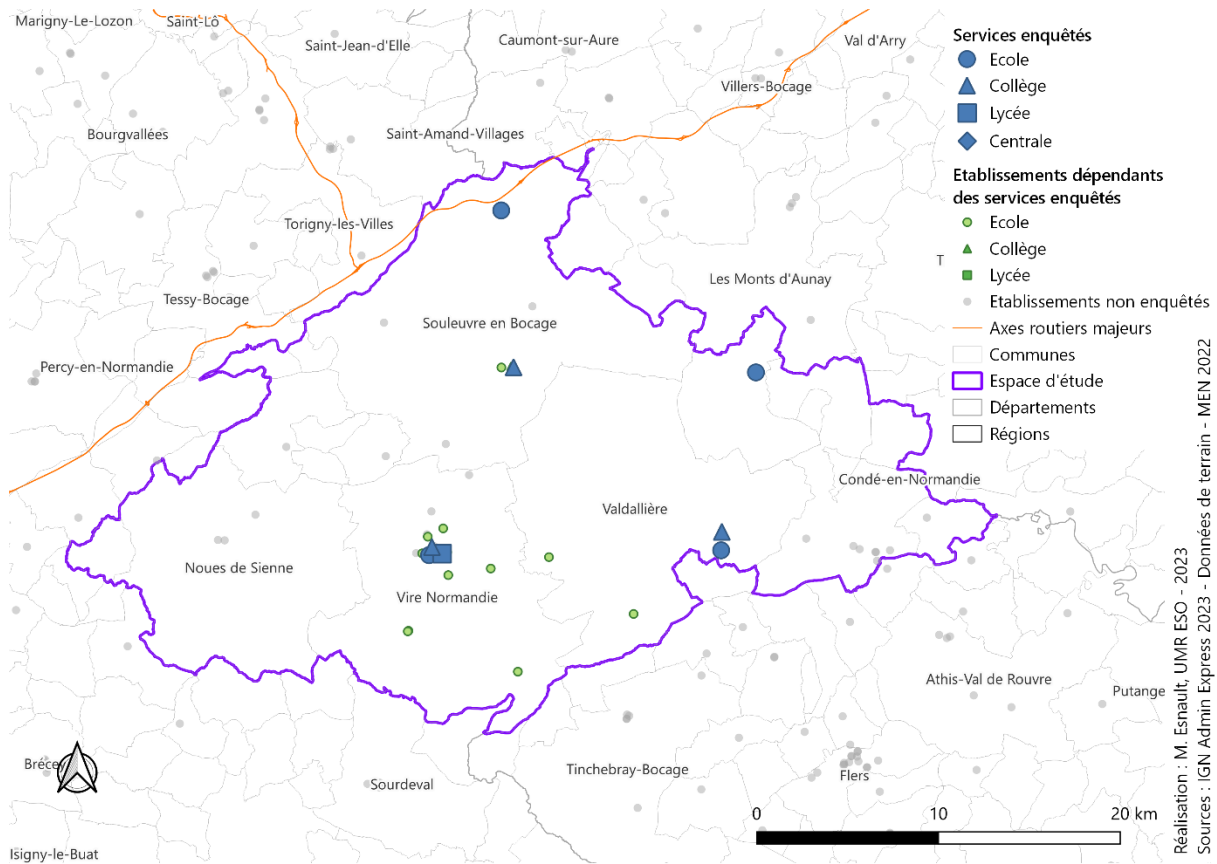 Marigny-Le-Lozon
Saint-Lô
Saint-Jean-d'Elle
Caumont-sur-Aure
Val d'Arry
Villers-Bocage
Bourgvallées
Saint-Amand-Villages
Torigny-les-Villes
Les Monts d'Aunay
T
Tessy-Bocage
Souleuvre en Bocage
Percy-en-Normandie
Condé-en-Normandie
Valdallière
Noues de Sienne
Vire Normandie
Athis-Val de Rouvre
Putange
Brécey
Sourdeval
Tinchebray-Bocage
Flers
Isigny-le-Buat
Services enquêtés
Ecole
Collège
Lycée
Centrale
Etablissements dépendants
des services enquêtés
Ecole
Collège
Lycée
Etablissements non enquêtés
Axes routiers majeurs
Communes
Espace d'étude
Départements
Régions
0 10 20 km
Réalisation : M. Esnault, UMR ESO - 2023
Sources : IGN Admin Express 2023 - Données de terrain - MEN 2022